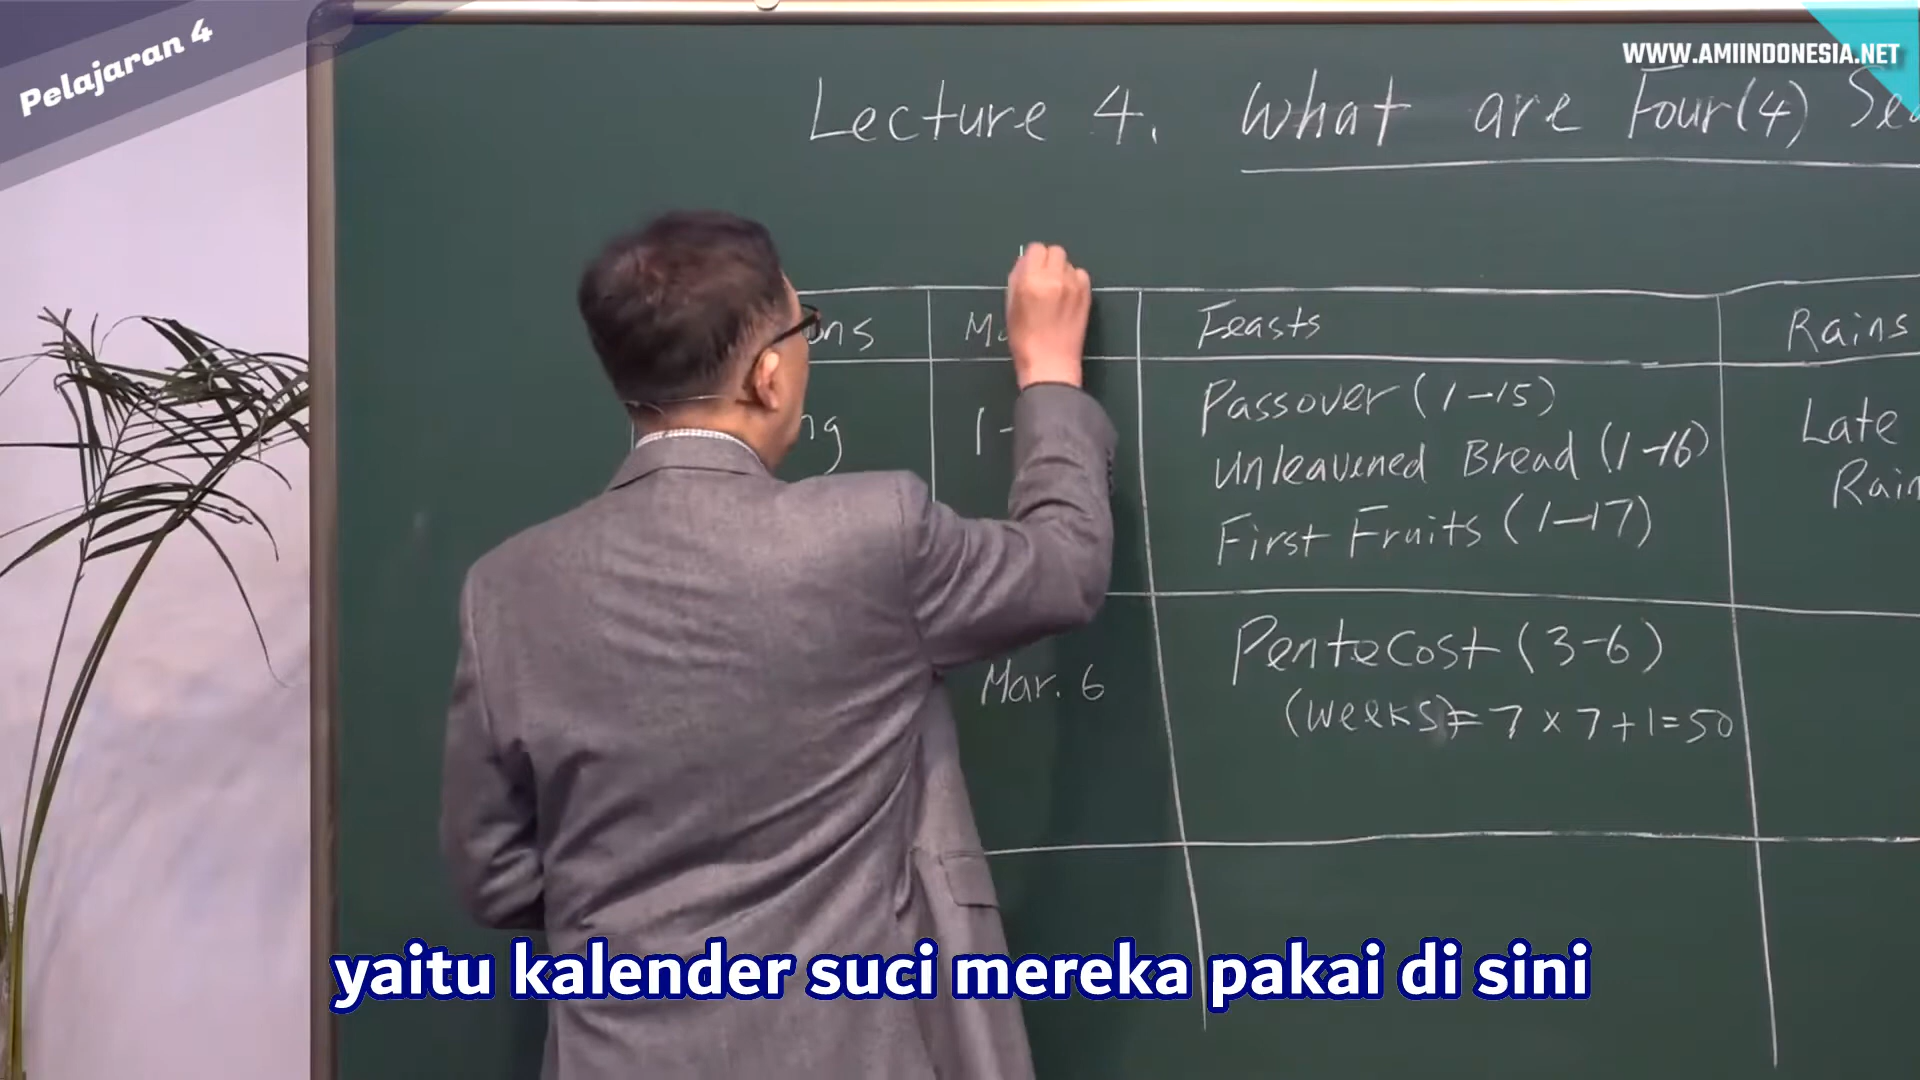 Pelajaran 4
WWW.AMIINDONESIA.NET
Lecture 4. What are Four(4)
Feasts
Rains
Passover (1-15)
Late
Unleavened Bread (1-16)
Rain
First Fruits (1-17)
Pentecost (3-6)
Mar. 6
(Weeks)= 7 x 7+1=50
yaitu kalender suci mereka pakai di sini